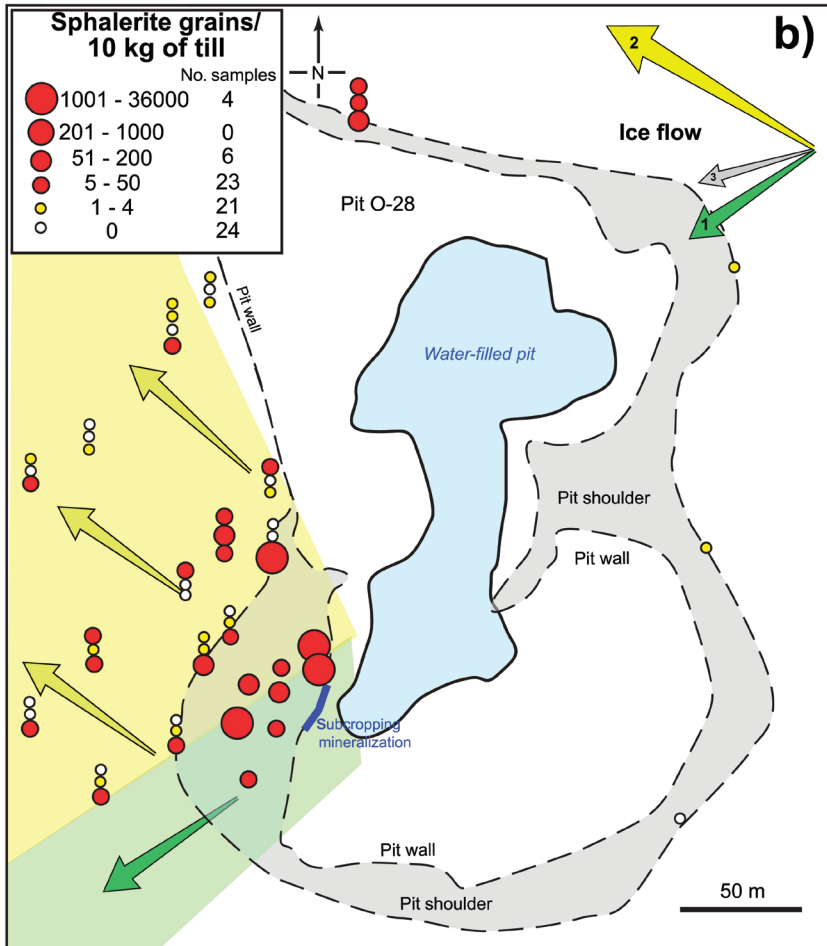 Sphalerite grains/
10 kg of till
No. samples
1001 - 36000 4
201 - 1000 0
51 - 200 6
5 - 50 23
1 - 4 21
0 24
N
b)
2
Ice flow
3
1
Pit O-28
Pit wall
Water-filled pit
Pit shoulder
Pit wall
Subcropping
mineralization
Pit wall
Pit shoulder
50 m